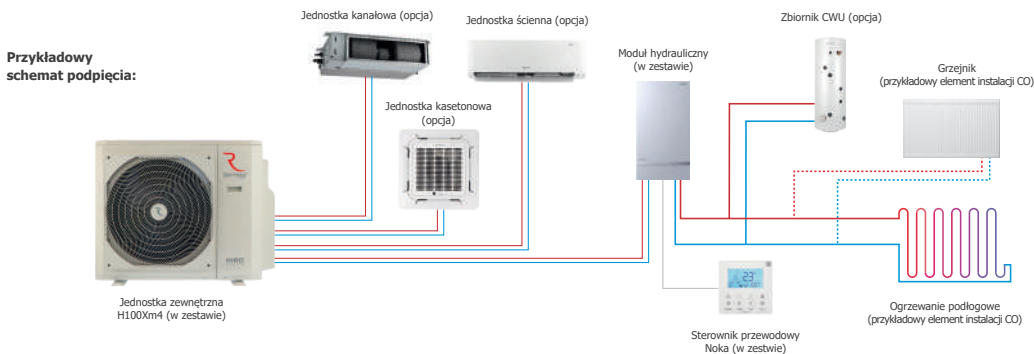 Przykładowy
schemat podpięcia:
Jednostka kanałowa (opcja)
Jednostka ścienna (opcja)
Jednostka kasetonowa
(opcja)
Moduł hydrauliczny
(w zestawie)
Zbiornik CWU (opcja)
Grzejnik
(przykładowy element instalacji CO)
Jednostka zewnętrzna
H100Xm4 (w zestawie)
Sterownik przewodowy
Noka (w zestwie)
Ogrzewanie podłogowe
(przykładowy element instalacji CO)